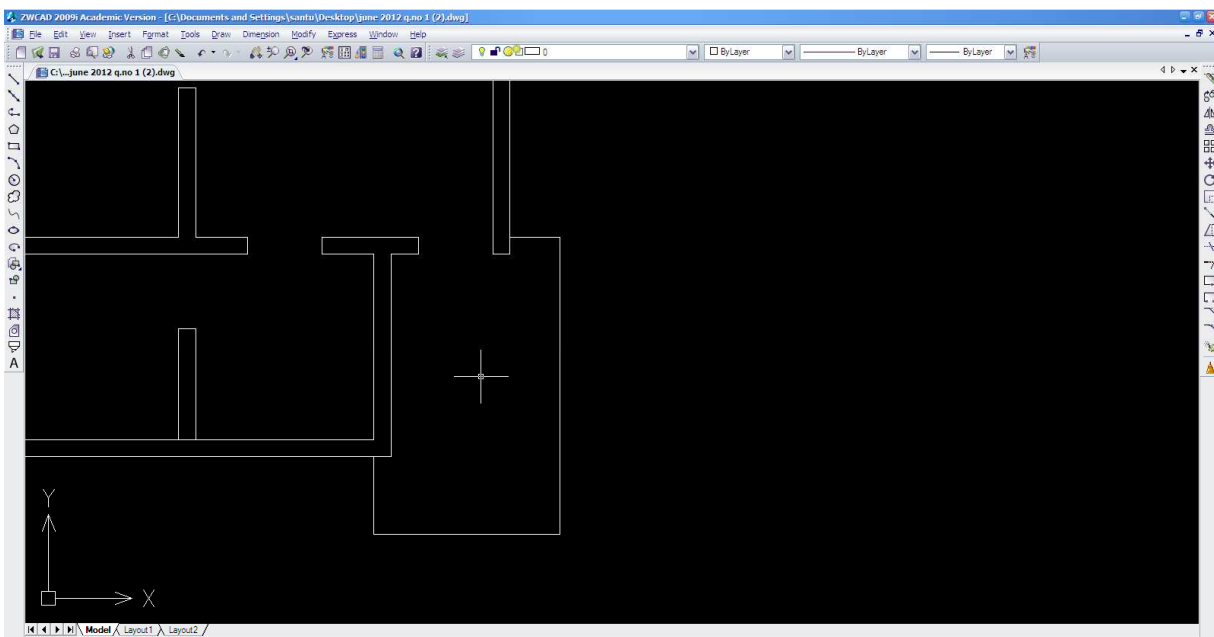 ZWCAD 2009i Academic Version - [C:\Documents and Settings\santu\Desktop\june 2012 q.no 1 (2).dwg]
File Edit View Insert Format Tools Draw Dimension Modify Express Window Help
0 ByLayer ByLayer ByLayer
C:\...june 2012 q.no 1 (2).dwg
A
Y
X
Model Layout1 Layout2